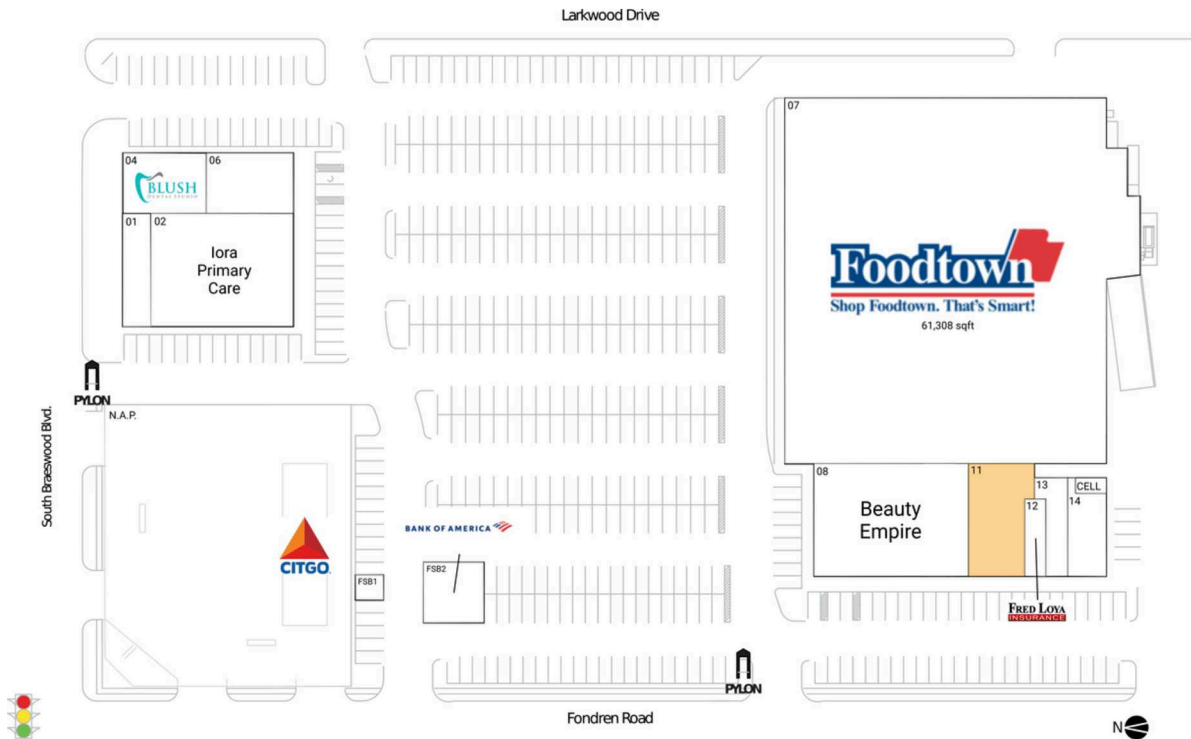 Larkwood Drive
07
04
06
BLUSH
DENTAL STUDIO
01
02
Iora
Primary
Care
Foodtown
Shop Foodtown. That's Smart!
61,308 sqft
PYLON
N.A.P.
South Braeswood Blvd.
08
11
13
CELL
12
14
Beauty
Empire
BANK OF AMERICA
CITGO
FSB1
FSB2
FRED LOYA
INSURANCE
PYLON
Fondren Road
N